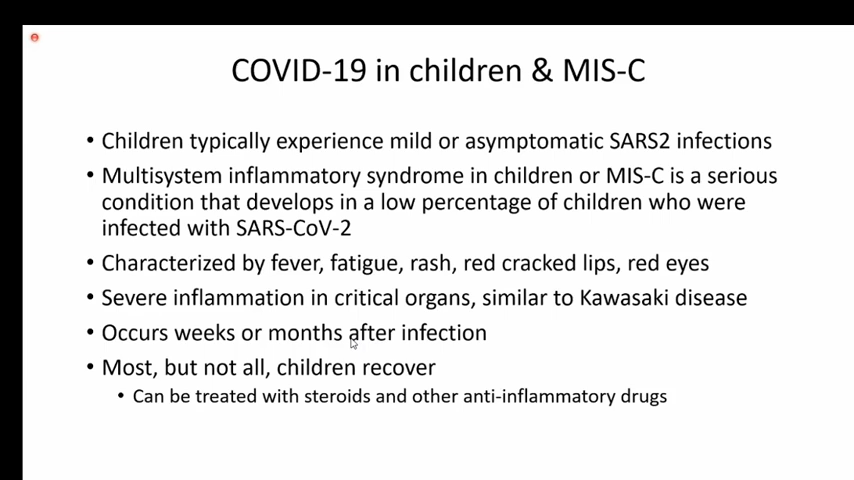 COVID-19 in children & MIS-C
• Children typically experience mild or asymptomatic SARS2 infections
• Multisystem inflammatory syndrome in children or MIS-C is a serious
condition that develops in a low percentage of children who were
infected with SARS-CoV-2
• Characterized by fever, fatigue, rash, red cracked lips, red eyes
• Severe inflammation in critical organs, similar to Kawasaki disease
• Occurs weeks or months after infection
• Most, but not all, children recover
• Can be treated with steroids and other anti-inflammatory drugs